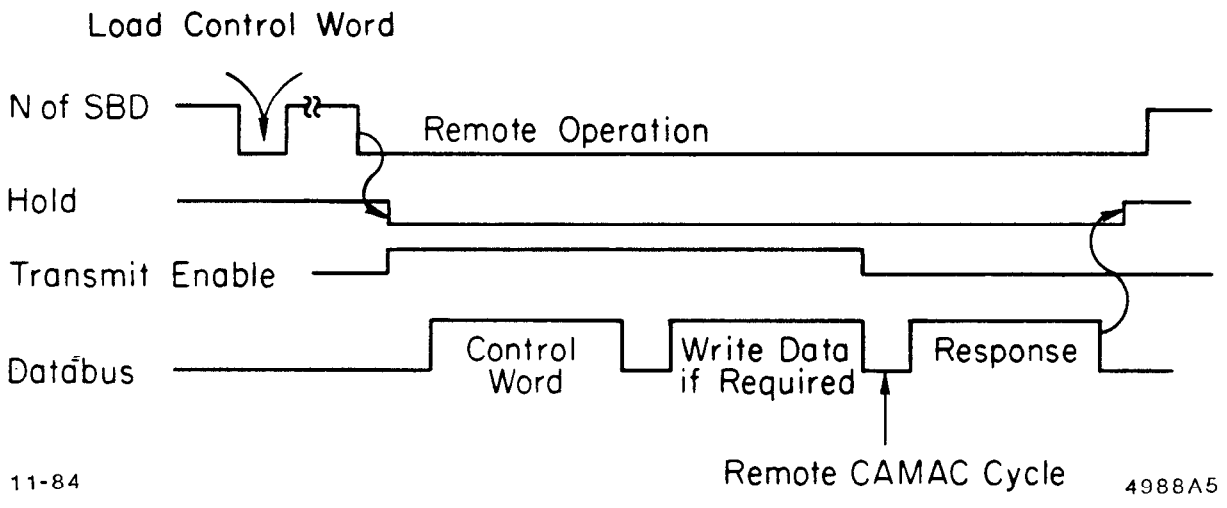 Load Control Word
N of SBD
Remote Operation
Hold
Transmit Enable
Databus
Control
Word
Write Data
if Required
Response
Remote CAMAC Cycle
11-84
4988A5